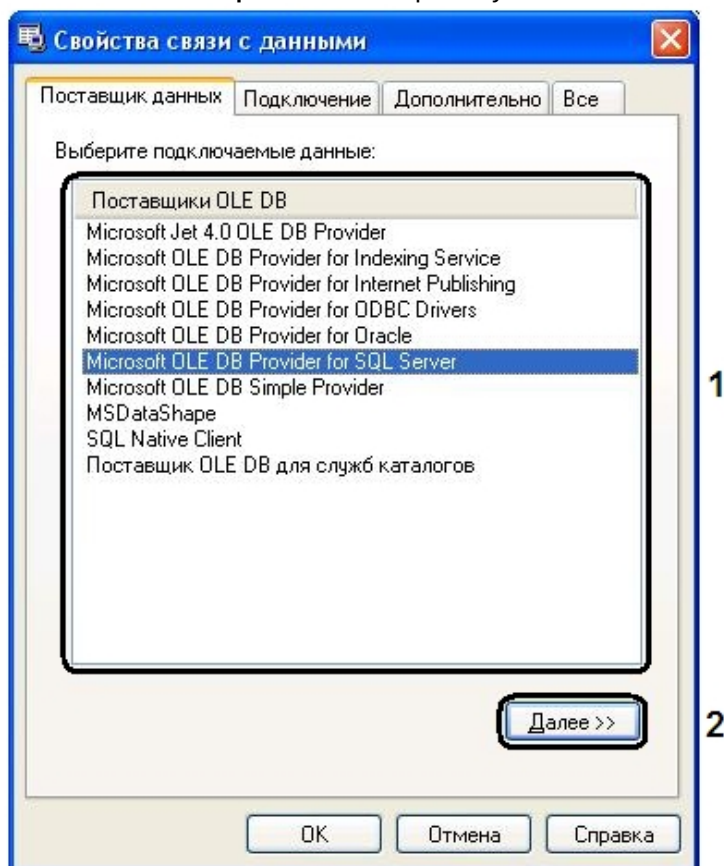 Свойства связи с данными
Поставщик данных Подключение Дополнительно Все
Выберите подключаемые данные:
Поставщики OLE DB
Microsoft Jet 4.0 OLE DB Provider
Microsoft OLE DB Provider for Indexing Service
Microsoft OLE DB Provider for Internet Publishing
Microsoft OLE DB Provider for ODBC Drivers
Microsoft OLE DB Provider for Oracle
Microsoft OLE DB Provider for SQL Server
1
Microsoft OLE DB Simple Provider
MSDataShape
SQL Native Client
Поставщик OLE DB для служб каталогов
Далее >> 2
OK Отмена Справка